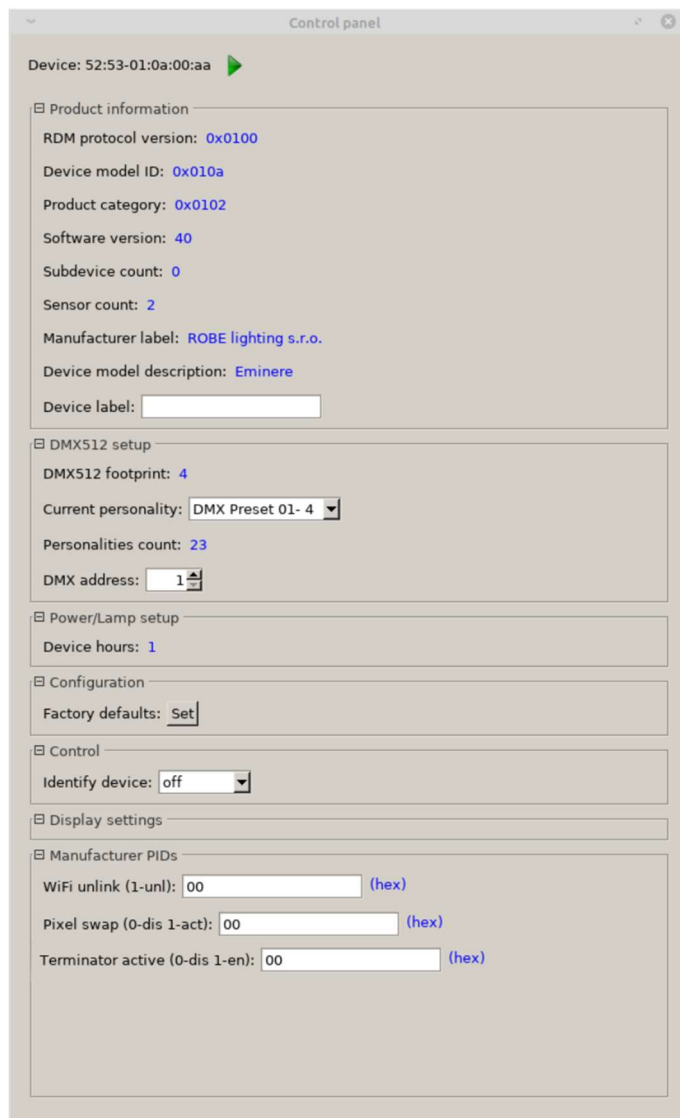 Control panel
Device: 52:53-01:0a:00:aa
Product information
RDM protocol version: 0x0100
Device model ID: 0x010a
Product category: 0x0102
Software version: 40
Subdevice count: 0
Sensor count: 2
Manufacturer label: ROBE lighting s.r.o.
Device model description: Eminere
Device label:
DMX512 setup
DMX512 footprint: 4
Current personality: DMX Preset 01- 4
Personalities count: 23
DMX address: 1
Power/Lamp setup
Device hours: 1
Configuration
Factory defaults: Set
Control
Identify device: off
Display settings
Manufacturer PIDs
WiFi unlink (1-unl): 00 (hex)
Pixel swap (0-dis 1-act): 00 (hex)
Terminator active (0-dis 1-en): 00 (hex)